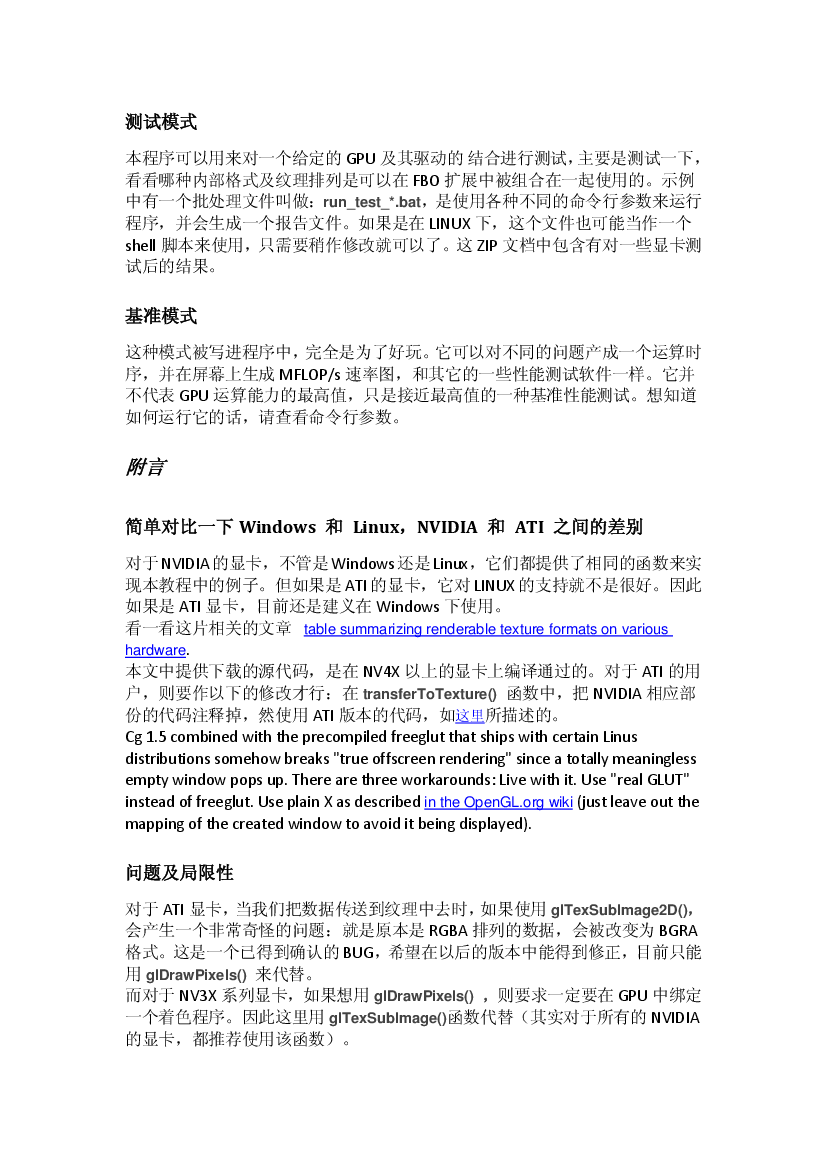 测试模式
本程序可以用来对一个给定的 GPU 及其驱动的 结合进行测试，主要是测试一下，
看看哪种内部格式及纹理排列是可以在 FBO 扩展中被组合在一起使用的。示例
中有一个批处理文件叫做：run_test_*.bat，是使用各种不同的命令行参数来运行
程序，并会生成一个报告文件。如果是在 LINUX 下，这个文件也可能当作一个
shell 脚本来使用，只需要稍作修改就可以了。这 ZIP 文档中包含有对一些显卡测
试后的结果。
基准模式
这种模式被写进程序中，完全是为了好玩。它可以对不同的问题产成一个运算时
序，并在屏幕上生成 MFLOP/s 速率图，和其它的一些性能测试软件一样。它并
不代表 GPU 运算能力的最高值，只是接近最高值的一种基准性能测试。想知道
如何运行它的话，请查看命令行参数。
附言
简单对比一下 Windows 和 Linux，NVIDIA 和 ATI 之间的差别
对于 NVIDIA 的显卡，不管是 Windows 还是 Linux，它们都提供了相同的函数来实
现本教程中的例子。但如果是 ATI 的显卡，它对 LINUX 的支持就不是很好。因此
如果是 ATI 显卡，目前还是建义在 Windows 下使用。
看一看这片相关的文章 table summarizing renderable texture formats on various
hardware.
本文中提供下载的源代码，是在 NV4X 以上的显卡上编译通过的。对于 ATI 的用
户，则要作以下的修改才行：在 transferToTexture() 函数中，把 NVIDIA 相应部
份的代码注释掉，然使用 ATI 版本的代码，如这里所描述的。
Cg 1.5 combined with the precompiled freeglut that ships with certain Linus
distributions somehow breaks "true offscreen rendering" since a totally meaningless
empty window pops up. There are three workarounds: Live with it. Use "real GLUT"
instead of freeglut. Use plain X as described in the OpenGL.org wiki (just leave out the
mapping of the created window to avoid it being displayed).
问题及局限性
对于 ATI 显卡，当我们把数据传送到纹理中去时，如果使用 glTexSubImage2D()，
会产生一个非常奇怪的问题：就是原本是 RGBA 排列的数据，会被改变为 BGRA
格式。这是一个已得到确认的 BUG，希望在以后的版本中能得到修正，目前只能
用 glDrawPixels() 来代替。
而对于 NV3X 系列显卡，如果想用 glDrawPixels() ，则要求一定要在 GPU 中绑定
一个着色程序。因此这里用 glTexSubImage()函数代替（其实对于所有的 NVIDIA
的显卡，都推荐使用该函数）。